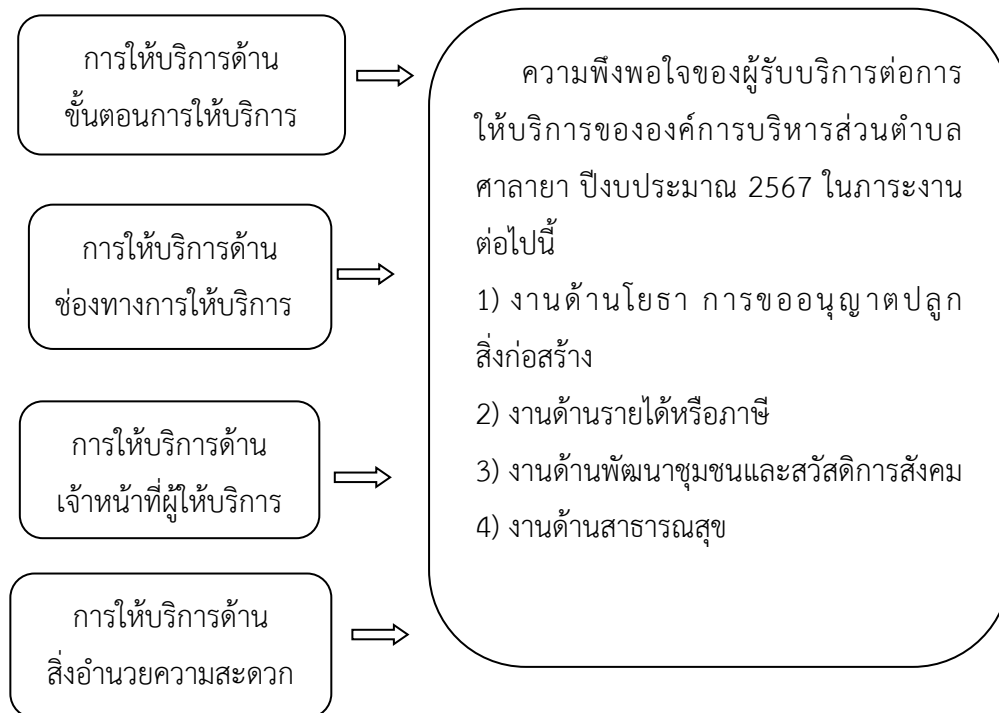 การให้บริการด้าน
ขั้นตอนการให้บริการ
การให้บริการด้าน
ช่องทางการให้บริการ
การให้บริการด้าน
เจ้าหน้าที่ผู้ให้บริการ
การให้บริการด้าน
สิ่งอำนวยความสะดวก
ความพึงพอใจของผู้รับบริการต่อการ
ให้บริการขององค์การบริหารส่วนตำบล
ศาลายา ปีงบประมาณ 2567 ในภาระงาน
ต่อไปนี้
1) งานด้านโยธา การขออนุญาตปลูก
สิ่งก่อสร้าง
2) งานด้านรายได้หรือภาษี
3) งานด้านพัฒนาชุมชนและสวัสดิการสังคม
4) งานด้านสาธารณสุข